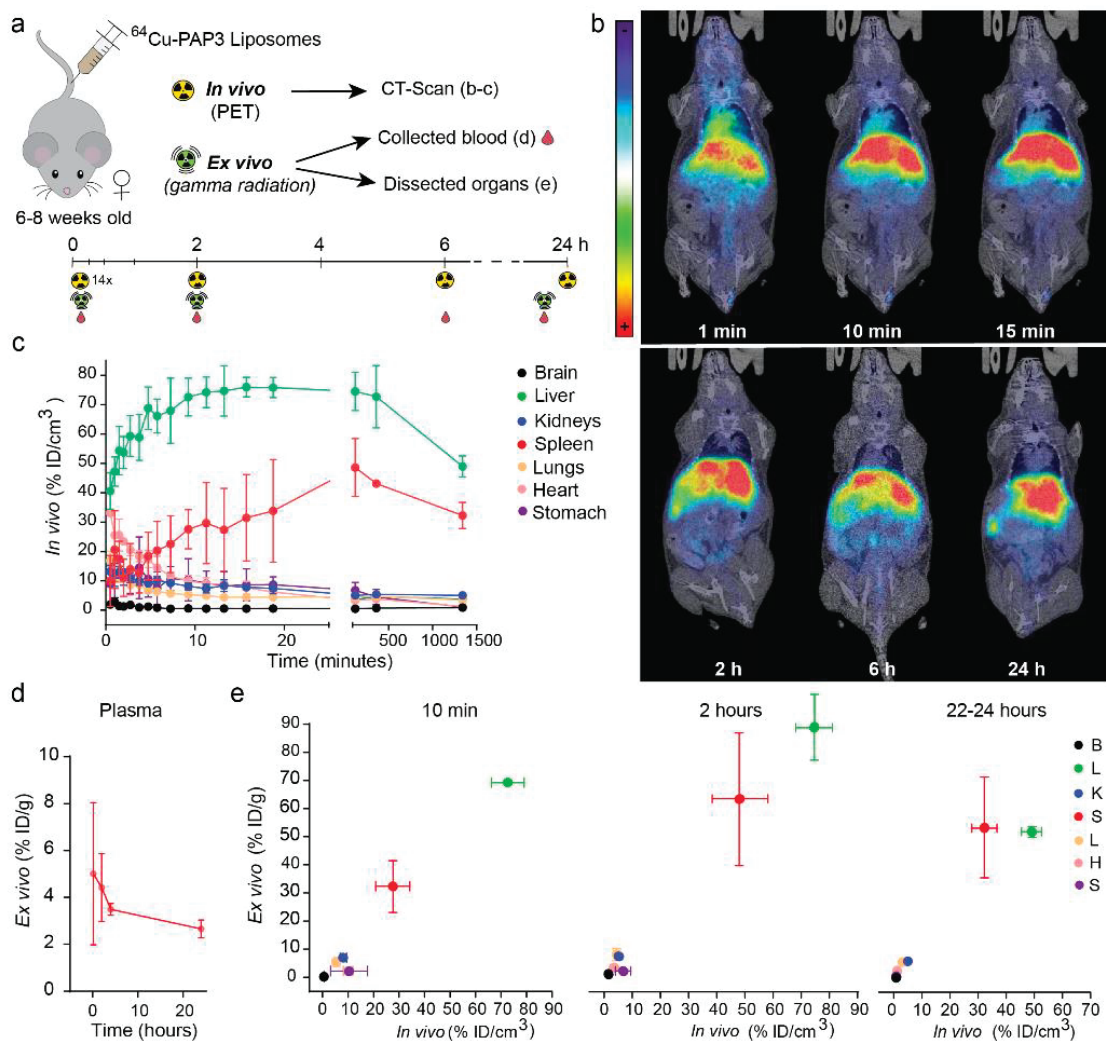 a
64Cu-PAP3 Liposomes
In vivo
(PET)
CT-Scan (b-c)
Ex vivo
(gamma radiation)
Collected blood (d)
Dissected organs (e)
♀
6-8 weeks old
0 2 4 6 24 h
14x
b
-
+
1 min 10 min 15 min
2 h 6 h 24 h
c
In vivo (% ID/cm3)
80
70
60
50
40
30
20
10
0
0 10 20 500 1000 1500
Time (minutes)
Brain
Liver
Kidneys
Spleen
Lungs
Heart
Stomach
d
Plasma
Ex vivo (% ID/g)
10
8
6
4
2
0
0 10 20
Time (hours)
e
10 min
2 hours
22-24 hours
Ex vivo (% ID/g)
90
80
70
60
50
40
30
20
10
0
0 10 20 30 40 50 60 70 80 90
In vivo (% ID/cm3)
0 10 20 30 40 50 60 70 80 90
In vivo (% ID/cm3)
0 10 20 30 40 50 60 70
In vivo (% ID/cm3)
B
L
K
S
L
H
S